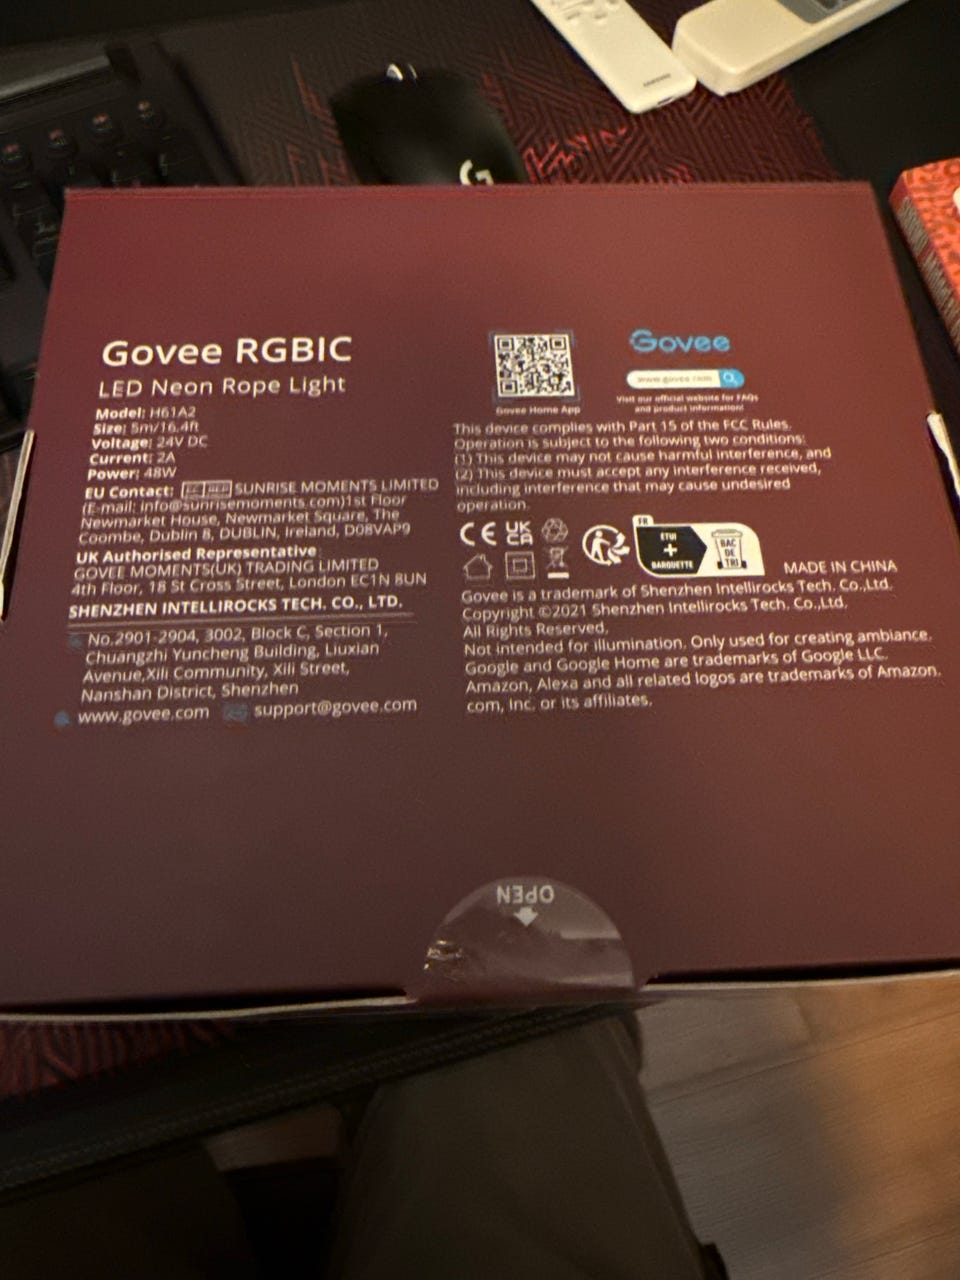 SAMSUNG
G
Govee RGBIC
LED Neon Rope Light
Model: H61A2
Size: 5m/16.4ft
Voltage: 24V DC
Current: 2A
Power: 48W
EU Contact: SUNRISE MOMENTS LIMITED
(E-mail: info@sunrisemoments.com)1st Floor
Newmarket House, Newmarket Square, The
Coombe, Dublin 8, DUBLIN, Ireland, D08VAP9
UK Authorised Representative
GOVEE MOMENTS(UK) TRADING LIMITED
4th Floor, 18 St Cross Street, London EC1N 8UN
SHENZHEN INTELLIROCKS TECH. CO., LTD.
No.2901-2904, 3002, Block C, Section 1,
Chuangzhi Yuncheng Building, Liuxian
Avenue,Xili Community, Xili Street,
Nanshan District, Shenzhen
www.govee.com support@govee.com
Govee Home App
Govee
www.govee.com
Visit our official website for FAQs
and product information!
This device complies with Part 15 of the FCC Rules.
Operation is subject to the following two conditions:
(1) This device may not cause harmful interference, and
(2) This device must accept any interference received,
including interference that may cause undesired
operation.
CE UK CA
FR
ÉTUI
+
BARQUETTE
BAC
DE
TRI
MADE IN CHINA
Govee is a trademark of Shenzhen Intellirocks Tech. Co.,Ltd.
Copyright ©2021 Shenzhen Intellirocks Tech. Co.,Ltd.
All Rights Reserved.
Not intended for illumination. Only used for creating ambiance.
Google and Google Home are trademarks of Google LLC.
Amazon, Alexa and all related logos are trademarks of Amazon.
com, Inc. or its affiliates.
OPEN